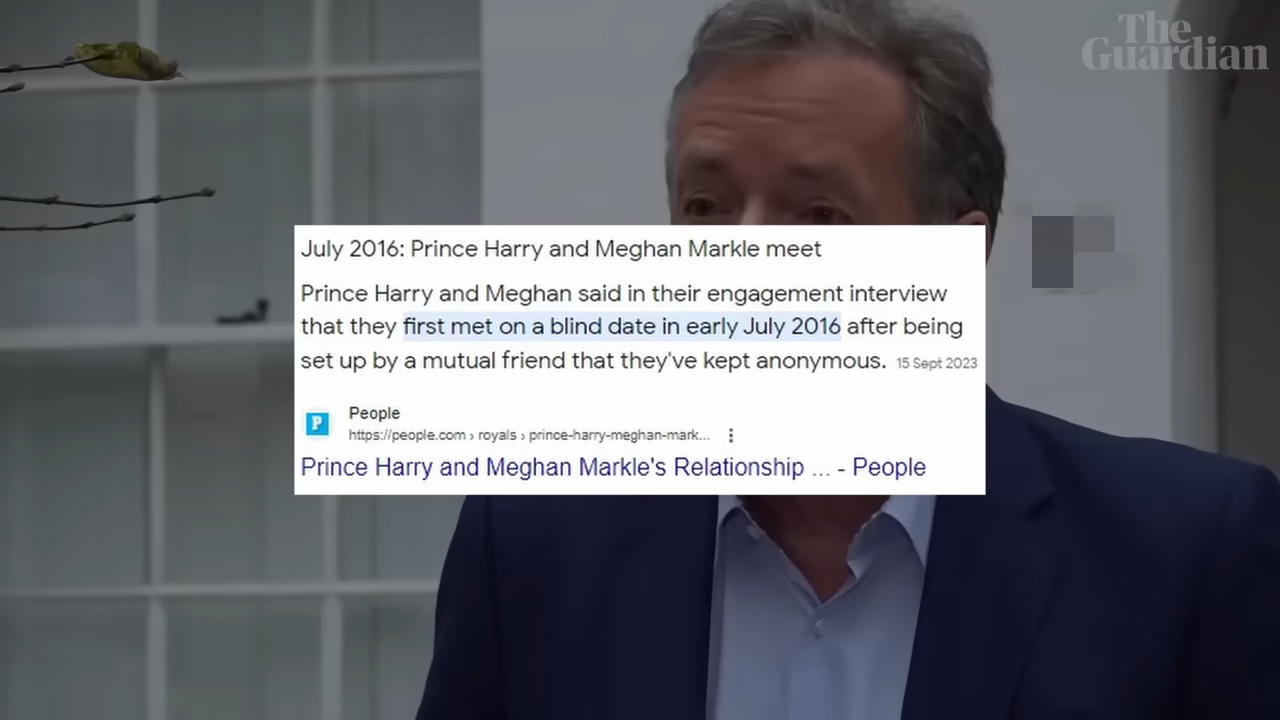 The
Guardian
July 2016: Prince Harry and Meghan Markle meet
Prince Harry and Meghan said in their engagement interview
that they first met on a blind date in early July 2016 after being
set up by a mutual friend that they've kept anonymous. 15 Sept 2023
P People
https://people.com › royals › prince-harry-meghan-mark...
Prince Harry and Meghan Markle's Relationship ... - People